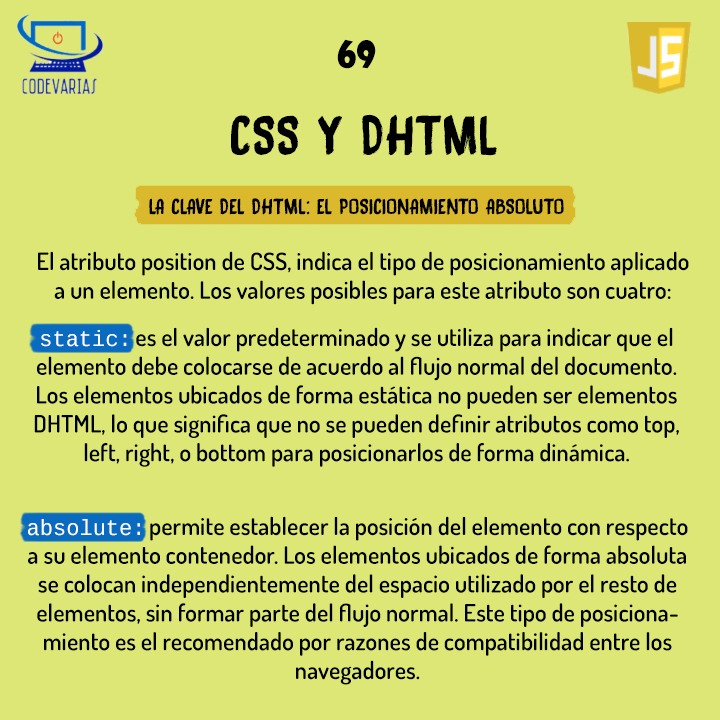 CODEVARIAS
69
JS
CSS Y DHTML
LA CLAVE DEL DHTML: EL POSICIONAMIENTO ABSOLUTO
El atributo position de CSS, indica el tipo de posicionamiento aplicado
a un elemento. Los valores posibles para este atributo son cuatro:
static: es el valor predeterminado y se utiliza para indicar que el
elemento debe colocarse de acuerdo al flujo normal del documento.
Los elementos ubicados de forma estática no pueden ser elementos
DHTML, lo que significa que no se pueden definir atributos como top,
left, right, o bottom para posicionarlos de forma dinámica.
absolute: permite establecer la posición del elemento con respecto
a su elemento contenedor. Los elementos ubicados de forma absoluta
se colocan independientemente del espacio utilizado por el resto de
elementos, sin formar parte del flujo normal. Este tipo de posiciona-
miento es el recomendado por razones de compatibilidad entre los
navegadores.